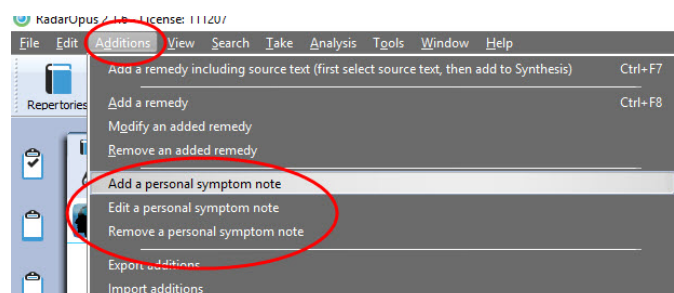 RadarOpus 2.1.6 - License: 111207
File Edit Additions View Search Take Analysis Tools Window Help
Add a remedy including source text (first select source text, then add to Synthesis) Ctrl+F7
Repertories
Add a remedy Ctrl+F8
Modify an added remedy
Remove an added remedy
Add a personal symptom note
Edit a personal symptom note
Remove a personal symptom note
Export additions
Import additions